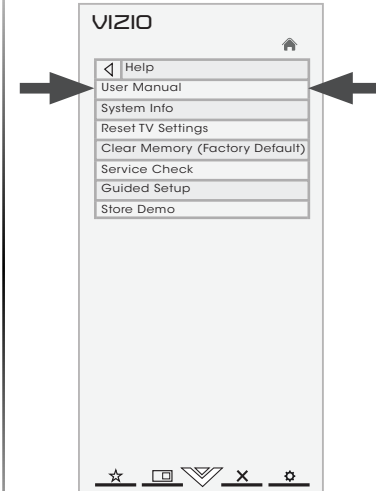 VIZIO
Help
User Manual
System Info
Reset TV Settings
Clear Memory (Factory Default)
Service Check
Guided Setup
Store Demo